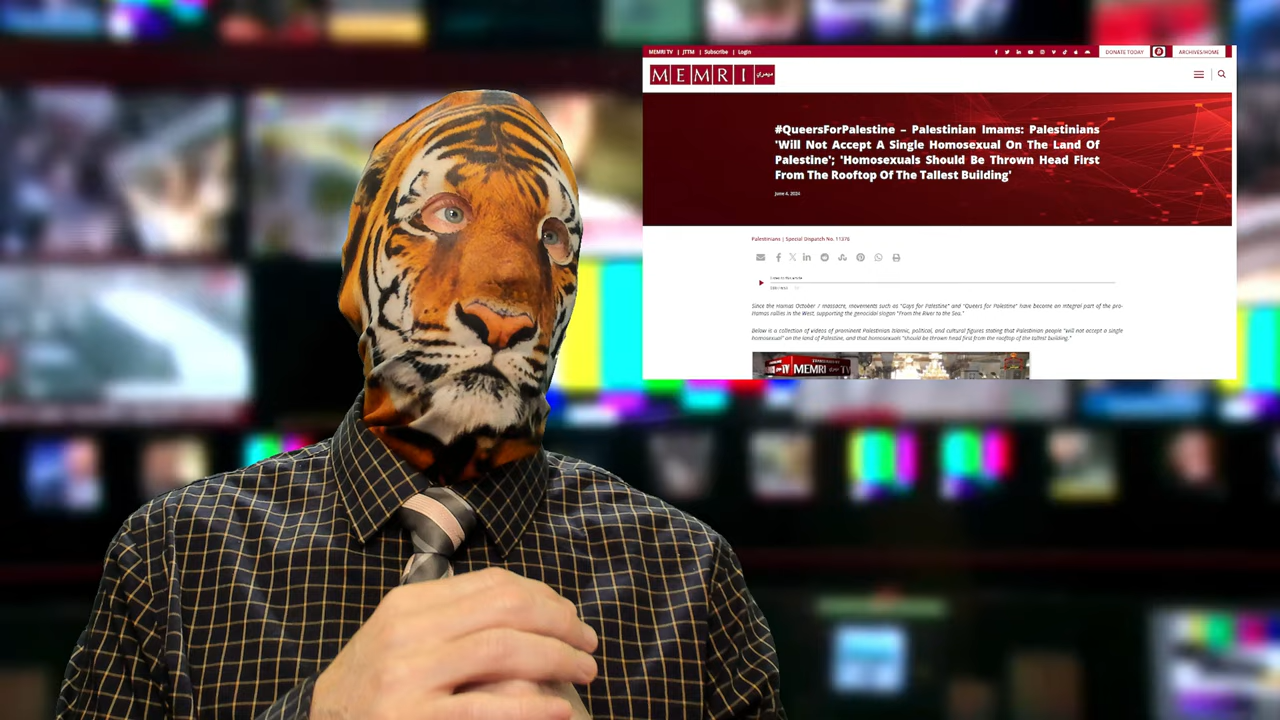 MEMRI TV | JTTM | Subscribe | Login
DONATE TODAY
ARCHIVES/HOME
MEMRI ميمري
#QueersForPalestine – Palestinian Imams: Palestinians
'Will Not Accept A Single Homosexual On The Land Of
Palestine'; 'Homosexuals Should Be Thrown Head First
From The Rooftop Of The Tallest Building'
June 4, 2024
Palestinians | Special Dispatch No. 11376
Since the Hamas October 7 massacre, movements such as "Gays for Palestine" and "Queers for Palestine" have become an integral part of the pro-
Hamas rallies in the West, supporting the genocidal slogan "From the River to the Sea."
Below is a collection of videos of prominent Palestinian Islamic, political, and cultural figures stating that Palestinian people "will not accept a single
homosexual" on the land of Palestine, and that homosexuals "should be thrown head first from the rooftop of the tallest building."
MEMRI TV